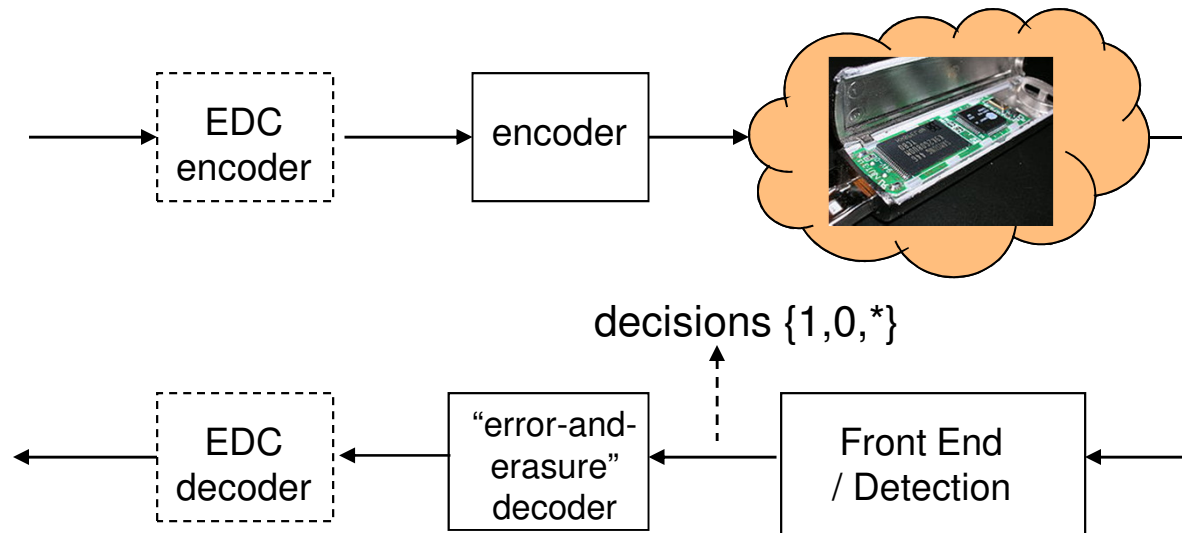 EDC
encoder
encoder
decisions {1,0,*}
EDC
decoder
“error-and-
erasure”
decoder
Front End
/ Detection